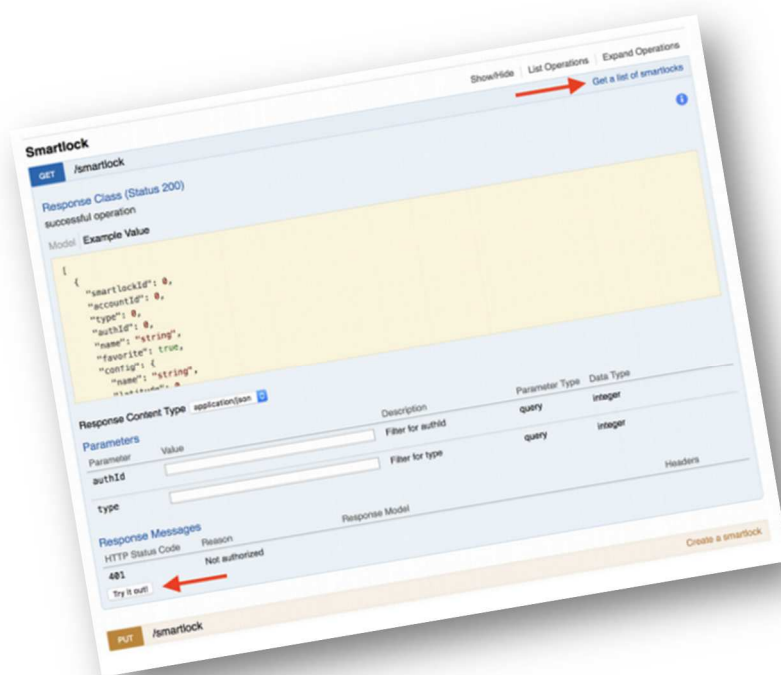 Show/Hide List Operations Expand Operations
Smartlock
GET /smartlock Get a list of smartlocks
Response Class (Status 200)
successful operation
Model Example Value
[
{
"smartlockId": 0,
"accountId": 0,
"type": 0,
"authId": 0,
"name": "string",
"favorite": true,
"config": {
"name": "string",
"latitude": 0
Response Content Type application/json
Parameters
Parameter Value Description Parameter Type Data Type
authId Filter for authId query integer
type Filter for type query integer
Response Messages
HTTP Status Code Reason Response Model Headers
401 Not authorized
Try it out!
PUT /smartlock Create a smartlock